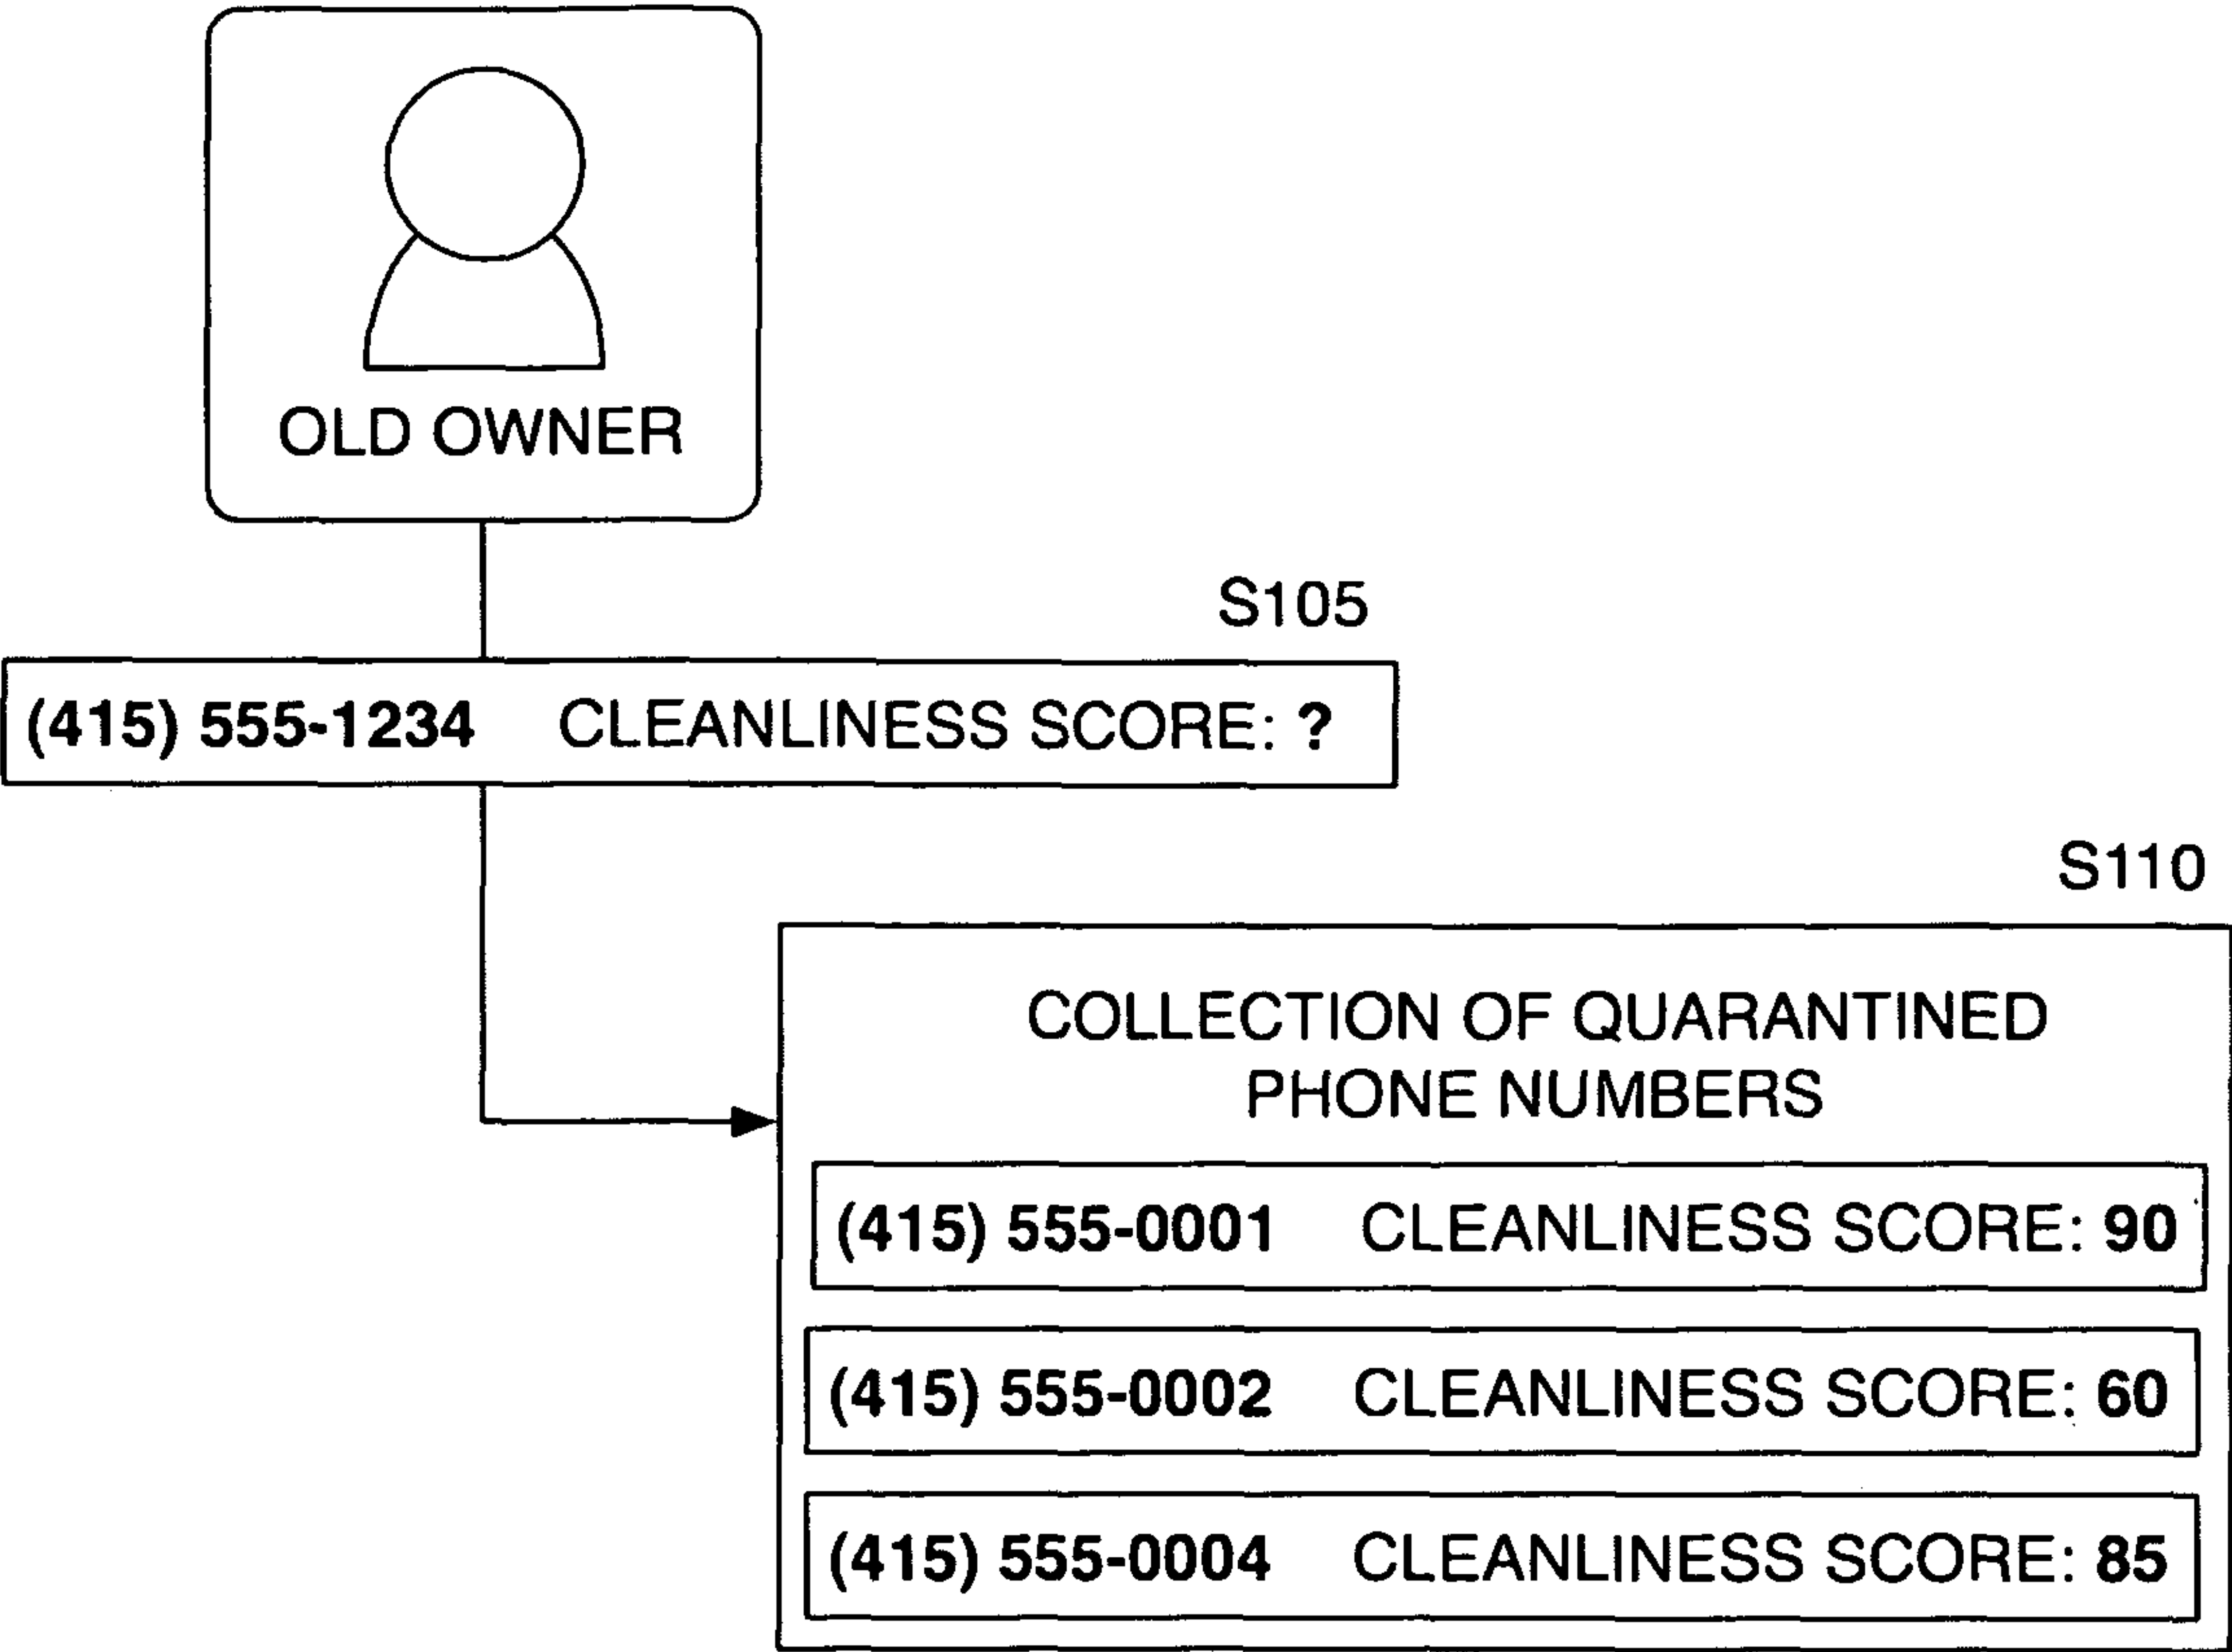 OLD OWNER
S105
(415) 555-1234 CLEANLINESS SCORE: ?
S110
COLLECTION OF QUARANTINED
PHONE NUMBERS
(415) 555-0001 CLEANLINESS SCORE: 90
(415) 555-0002 CLEANLINESS SCORE: 60
(415) 555-0004 CLEANLINESS SCORE: 85